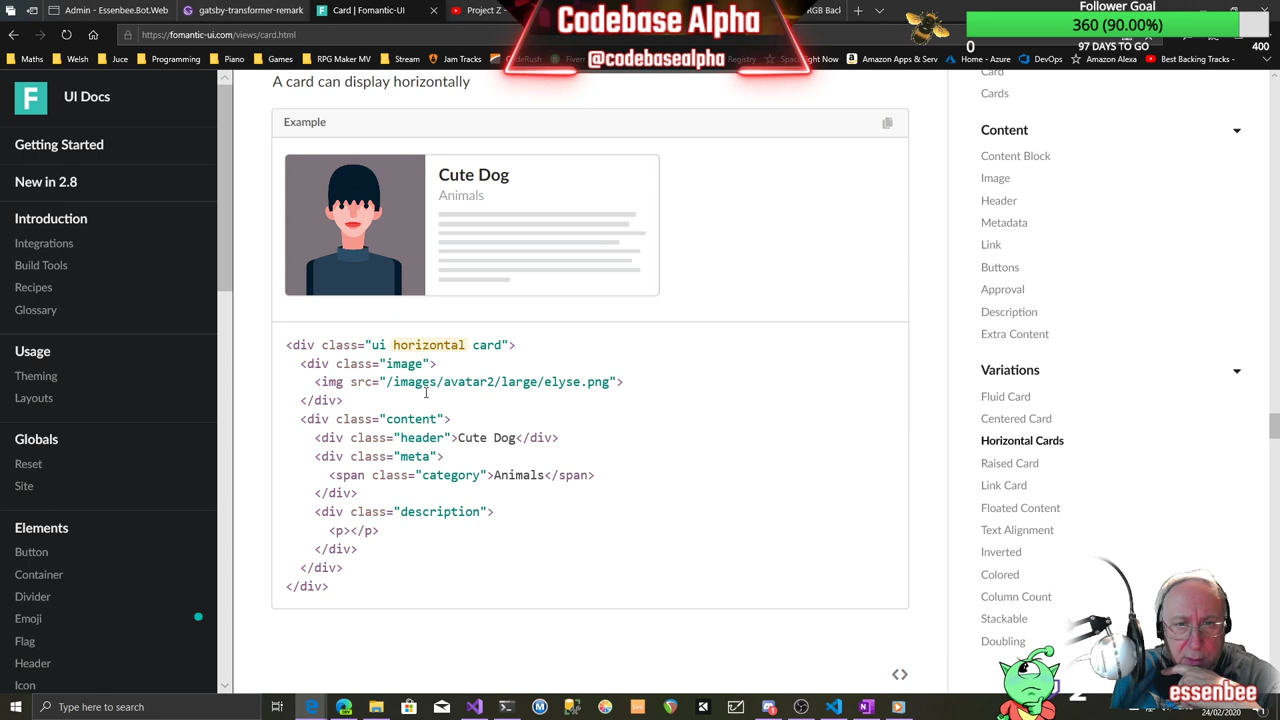 Admin - Essenbee.Bot.Web
gatsby-transformer-remark
Card | Fomantic-UI
Project Z -
RGB Backl
https://fomantic-ui.com/views/card.html
Maths
Welsh
Juce
Programming
Piano
Games
RPG Maker MV
Stream
Jam Tracks
CodeRush
Fiverr
Registry
Amazon Apps & Serv
Home - Azure
DevOps
Amazon Alexa
Best Backing Tracks -
Codebase Alpha
@codebasealpha
Follower Goal
360 (90.00%)
0
97 DAYS TO GO
400
UI Docs
Getting Started
New in 2.8
Introduction
Integrations
Build Tools
Recipes
Glossary
Usage
Theming
Layouts
Globals
Reset
Site
Elements
Button
Container
Divider
Emoji
Flag
Header
Icon
A card can display horizontally
Example
Cute Dog
Animals
<div class="ui horizontal card">
<div class="image">
<img src="/images/avatar2/large/elyse.png">
</div>
<div class="content">
<div class="header">Cute Dog</div>
<div class="meta">
<span class="category">Animals</span>
</div>
<div class="description">
<p></p>
</div>
</div>
</div>
Card
Cards
Content
Content Block
Image
Header
Metadata
Link
Buttons
Approval
Description
Extra Content
Variations
Fluid Card
Centered Card
Horizontal Cards
Raised Card
Link Card
Floated Content
Text Alignment
Inverted
Colored
Column Count
Stackable
Doubling
essenbee
Type here to search
24/02/2020